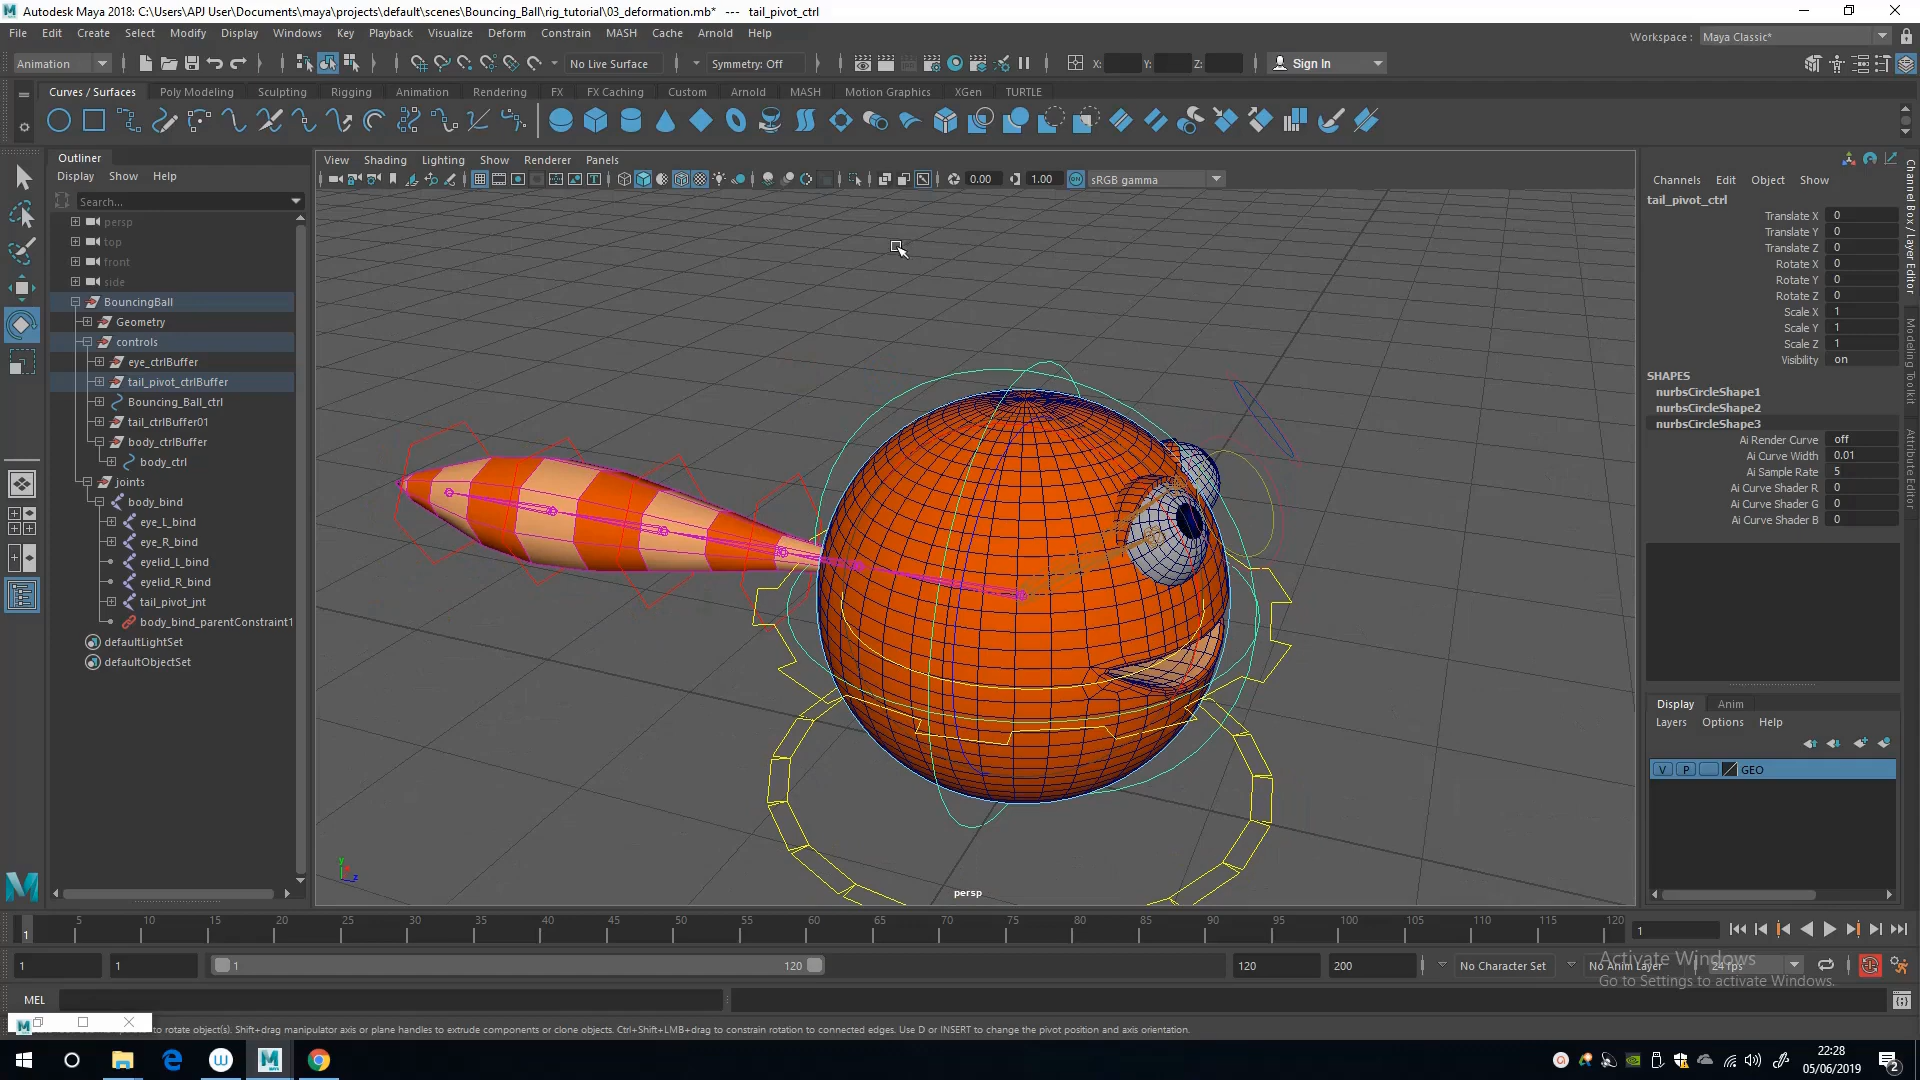 Autodesk Maya 2018: C:\Users\APJ User\Documents\maya\projects\default\scenes\Bouncing_Ball\rig_tutorial\03_deformation.mb* --- tail_pivot_ctrl
File Edit Create Select Modify Display Windows Key Playback Visualize Deform Constrain MASH Cache Arnold Help
Workspace : Maya Classic*
Animation No Live Surface Symmetry: Off X: Y: Z: Sign In
Curves / Surfaces Poly Modeling Sculpting Rigging Animation Rendering FX FX Caching Custom Arnold MASH Motion Graphics XGen TURTLE
Outliner
Display Show Help
Search...
persp
top
front
side
BouncingBall
Geometry
controls
eye_ctrlBuffer
tail_pivot_ctrlBuffer
Bouncing_Ball_ctrl
tail_ctrlBuffer01
body_ctrlBuffer
body_ctrl
joints
body_bind
eye_L_bind
eye_R_bind
eyelid_L_bind
eyelid_R_bind
tail_pivot_jnt
body_bind_parentConstraint1
defaultLightSet
defaultObjectSet
View Shading Lighting Show Renderer Panels
0.00 1.00 ON sRGB gamma
y
z
persp
Channels Edit Object Show
tail_pivot_ctrl
Translate X 0
Translate Y 0
Translate Z 0
Rotate X 0
Rotate Y 0
Rotate Z 0
Scale X 1
Scale Y 1
Scale Z 1
Visibility on
SHAPES
nurbsCircleShape1
nurbsCircleShape2
nurbsCircleShape3
Ai Render Curve off
Ai Curve Width 0.01
Ai Sample Rate 5
Ai Curve Shader R 0
Ai Curve Shader G 0
Ai Curve Shader B 0
Channel Box / Layer Editor
Modeling Toolkit
Attribute Editor
Display Anim
Layers Options Help
V P GEO
5 10 15 20 25 30 35 40 45 50 55 60 65 70 75 80 85 90 95 100 105 110 115 120
1
1
1 1 1 120 120 200 No Character Set No Anim Layer 24 fps
Activate Windows
Go to Settings to activate Windows.
MEL
to rotate object(s). Shift+drag manipulator axis or plane handles to extrude components or clone objects. Ctrl+Shift+LMB+drag to constrain rotation to connected edges. Use D or INSERT to change the pivot position and axis orientation.
22:28
05/06/2019
2